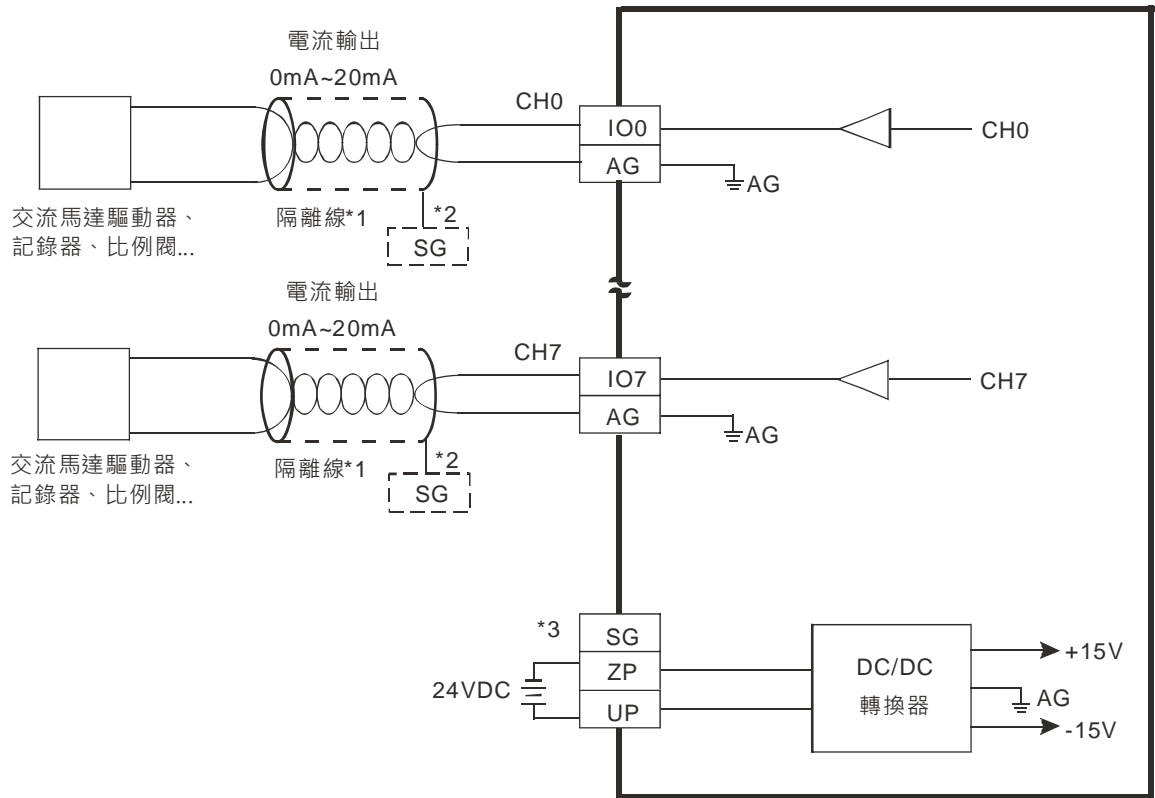 電流輸出
0mA~20mA
CH0
IO0
CH0
AG
AG
交流馬達驅動器、
記錄器、比例閥...
隔離線*1
*2
SG
電流輸出
0mA~20mA
CH7
IO7
CH7
AG
AG
交流馬達驅動器、
記錄器、比例閥...
隔離線*1
*2
SG
*3
SG
ZP
UP
24VDC
DC/DC
轉換器
+15V
AG
-15V